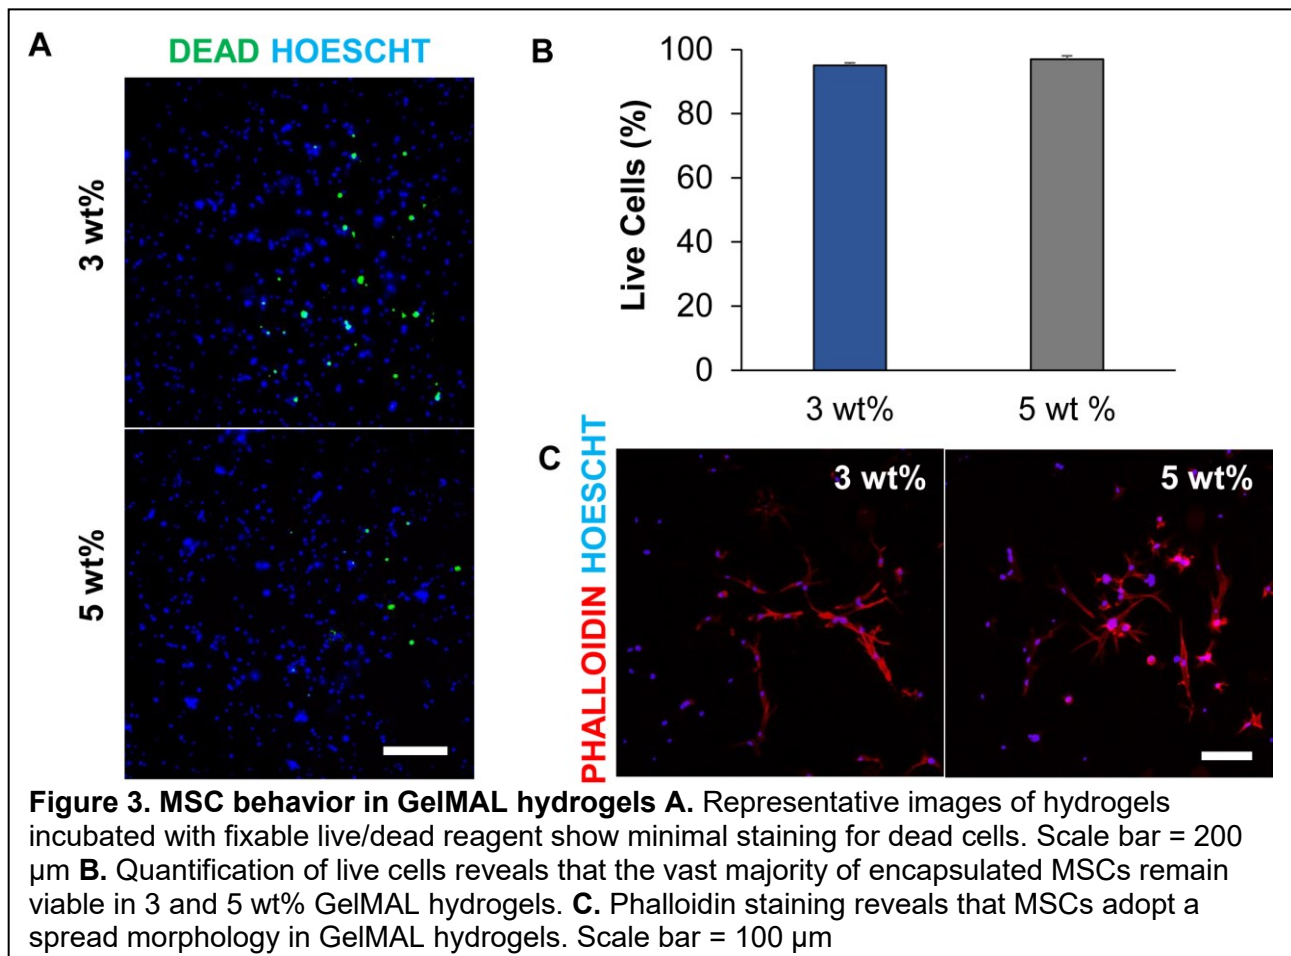 A
DEAD HOESCHT
3 wt%
5 wt%
B
Live Cells (%)
100
80
60
40
20
0
3 wt%
5 wt %
C
PHALLOIDIN HOESCHT
3 wt%
5 wt%
Figure 3. MSC behavior in GelMAL hydrogels A. Representative images of hydrogels
incubated with fixable live/dead reagent show minimal staining for dead cells. Scale bar = 200
µm B. Quantification of live cells reveals that the vast majority of encapsulated MSCs remain
viable in 3 and 5 wt% GelMAL hydrogels. C. Phalloidin staining reveals that MSCs adopt a
spread morphology in GelMAL hydrogels. Scale bar = 100 µm